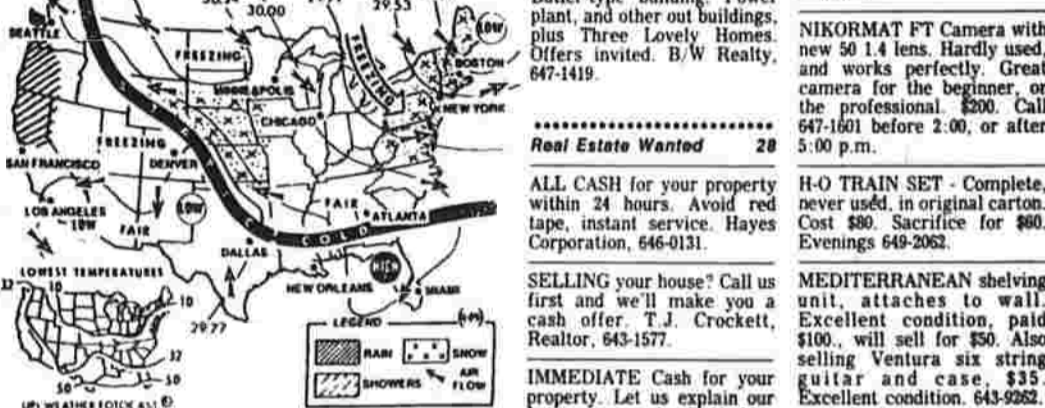 30.00
29.53
SEATTLE
LOW
FREEZING
BOSTON
FREEZING
MINNEAPOLIS
NEW YORK
CHICAGO
FREEZING
SAN FRANCISCO
DENVER
LOS ANGELES
LOW
FAIR
FAIR
ATLANTA
COLD
DALLAS
LOWEST TEMPERATURES
HIGH
NEW ORLEANS
MIAMI
32
10
10
29.77
LEGEND
RAIN
SNOW
32
SHOWERS
AIR
FLOW
50
50
UPI WEATHER FOTOCAST ©
plant, and other out buildings,
plus Three Lovely Homes.
Offers invited. B/W Realty,
647-1419.
Real Estate Wanted 28
ALL CASH for your property
within 24 hours. Avoid red
tape, instant service. Hayes
Corporation, 646-0131.
SELLING your house? Call us
first and we'll make you a
cash offer. T.J. Crockett,
Realtor, 643-1577.
IMMEDIATE Cash for your
property. Let us explain our
NIKORMAT FT Camera with
new 50 1.4 lens. Hardly used,
and works perfectly. Great
camera for the beginner, or
the professional. $200. Call
647-1601 before 2:00, or after
5:00 p.m.
H-O TRAIN SET - Complete,
never used, in original carton.
Cost $80. Sacrifice for $60.
Evenings 649-2062.
MEDITERRANEAN shelving
unit, attaches to wall.
Excellent condition, paid
$100., will sell for $50. Also
selling Ventura six string
guitar and case, $35.
Excellent condition. 643-9262.